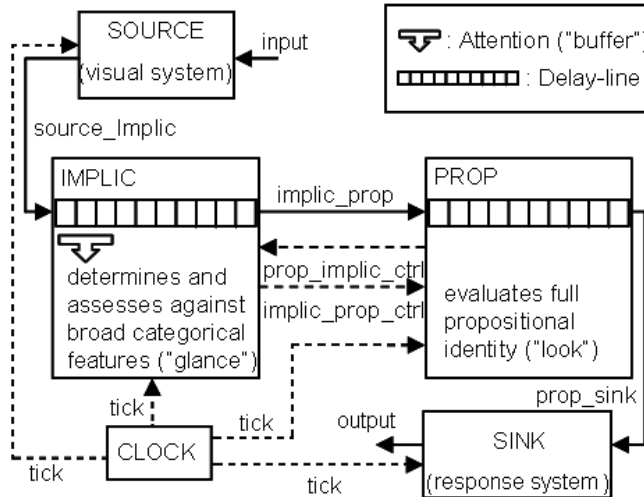 SOURCE
(visual system)
input
: Attention ("buffer")
: Delay-line
source_Implic
IMPLIC
implic_prop
PROP
prop_implic_ctrl
implic_prop_ctrl
determines and
assesses against
broad categorical
features ("glance")
evaluates full
propositional
identity ("look")
prop_sink
tick
tick
output
CLOCK
SINK
(response system)
tick
tick